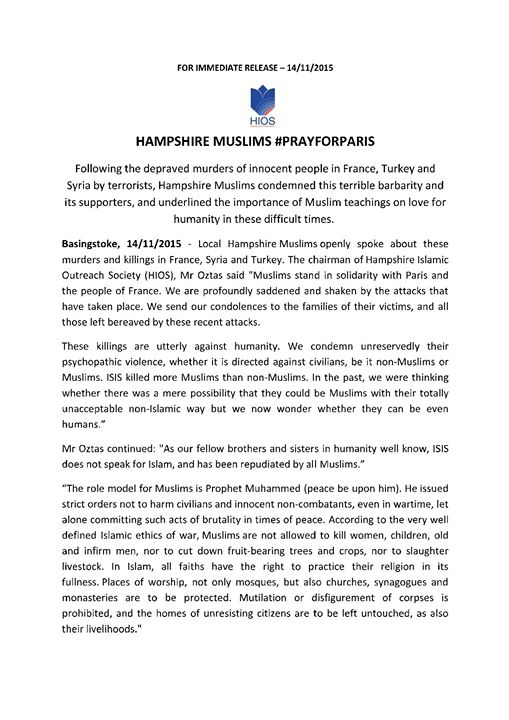 FOR IMMEDIATE RELEASE – 14/11/2015
HIOS
HAMPSHIRE MUSLIMS #PRAYFORPARIS
Following the depraved murders of innocent people in France, Turkey and
Syria by terrorists, Hampshire Muslims condemned this terrible barbarity and
its supporters, and underlined the importance of Muslim teachings on love for
humanity in these difficult times.
Basingstoke, 14/11/2015 - Local Hampshire Muslims openly spoke about these
murders and killings in France, Syria and Turkey. The chairman of Hampshire Islamic
Outreach Society (HIOS), Mr Oztas said "Muslims stand in solidarity with Paris and
the people of France. We are profoundly saddened and shaken by the attacks that
have taken place. We send our condolences to the families of their victims, and all
those left bereaved by these recent attacks.
These killings are utterly against humanity. We condemn unreservedly their
psychopathic violence, whether it is directed against civilians, be it non-Muslims or
Muslims. ISIS killed more Muslims than non-Muslims. In the past, we were thinking
whether there was a mere possibility that they could be Muslims with their totally
unacceptable non-Islamic way but we now wonder whether they can be even
humans.”
Mr Oztas continued: "As our fellow brothers and sisters in humanity well know, ISIS
does not speak for Islam, and has been repudiated by all Muslims.”
“The role model for Muslims is Prophet Muhammed (peace be upon him). He issued
strict orders not to harm civilians and innocent non-combatants, even in wartime, let
alone committing such acts of brutality in times of peace. According to the very well
defined Islamic ethics of war, Muslims are not allowed to kill women, children, old
and infirm men, nor to cut down fruit-bearing trees and crops, nor to slaughter
livestock. In Islam, all faiths have the right to practice their religion in its
fullness. Places of worship, not only mosques, but also churches, synagogues and
monasteries are to be protected. Mutilation or disfigurement of corpses is
prohibited, and the homes of unresisting citizens are to be left untouched, as also
their livelihoods."